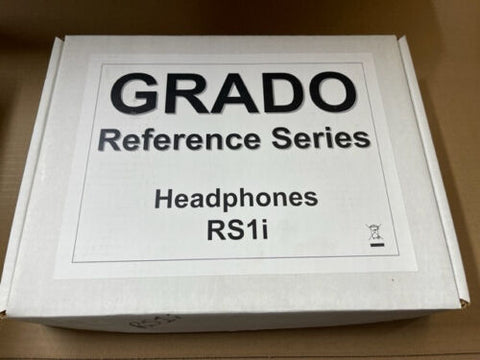 GRADO
Reference Series
Headphones
RS1i